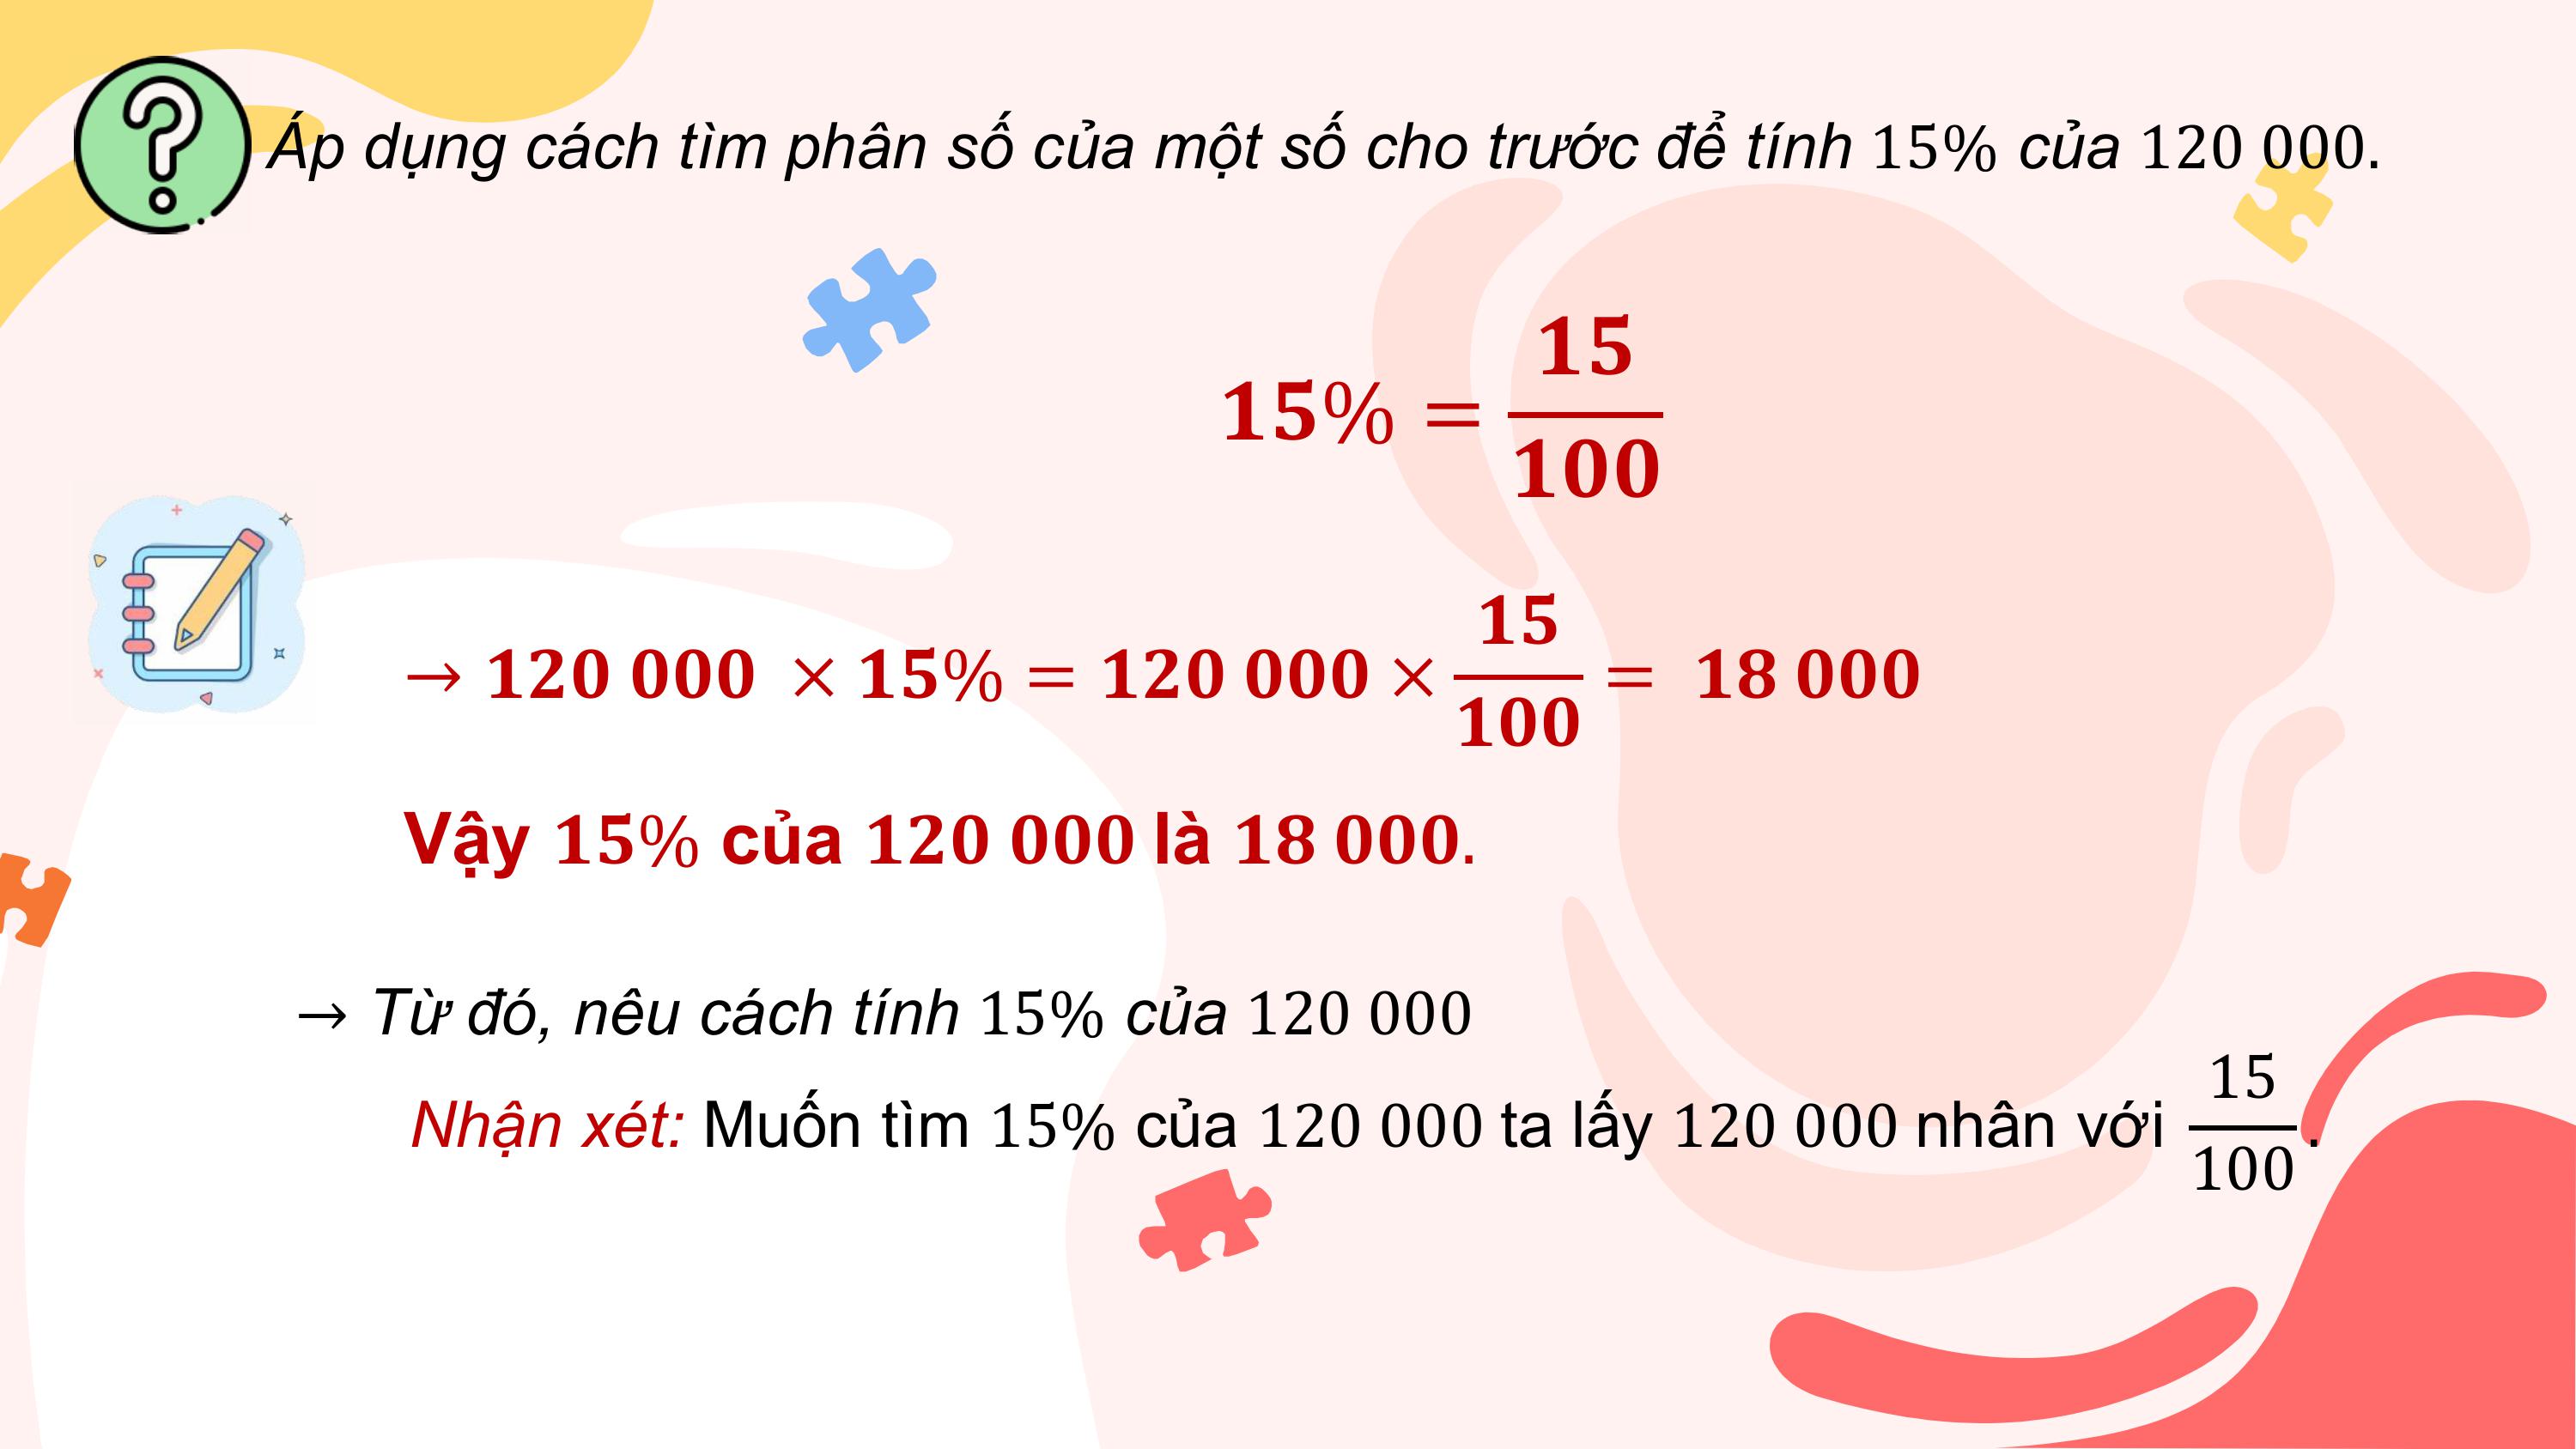 Áp dụng cách tìm phân số của một số cho trước để tính 15% của 120 000.
15% = 15/100
→ 120 000 × 15% = 120 000 × 15/100 = 18 000
Vậy 15% của 120 000 là 18 000.
→ Từ đó, nêu cách tính 15% của 120 000
Nhận xét: Muốn tìm 15% của 120 000 ta lấy 120 000 nhân với 15/100.